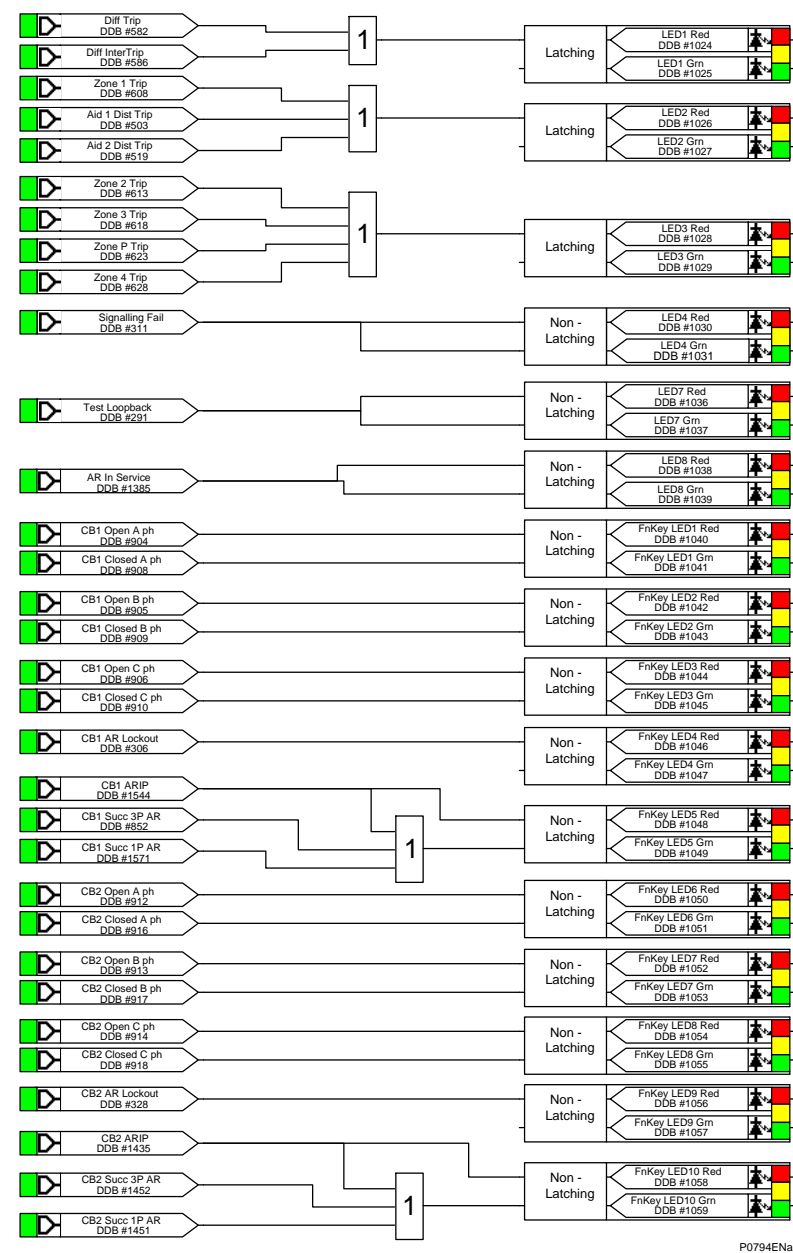 Diff Trip
DDB #582
1
Latching
LED1 Red
DDB #1024
Diff InterTrip
DDB #586
LED1 Grn
DDB #1025
Zone 1 Trip
DDB #608
Aid 1 Dist Trip
DDB #503
1
Latching
LED2 Red
DDB #1026
Aid 2 Dist Trip
DDB #519
LED2 Grn
DDB #1027
Zone 2 Trip
DDB #613
Zone 3 Trip
DDB #618
1
Latching
LED3 Red
DDB #1028
Zone P Trip
DDB #623
LED3 Grn
DDB #1029
Zone 4 Trip
DDB #628
Signalling Fail
DDB #311
Non -
Latching
LED4 Red
DDB #1030
LED4 Grn
DDB #1031
Test Loopback
DDB #291
Non -
Latching
LED7 Red
DDB #1036
LED7 Grn
DDB #1037
AR In Service
DDB #1385
Non -
Latching
LED8 Red
DDB #1038
LED8 Grn
DDB #1039
CB1 Open A ph
DDB #904
Non -
Latching
FnKey LED1 Red
DDB #1040
CB1 Closed A ph
DDB #908
FnKey LED1 Grn
DDB #1041
CB1 Open B ph
DDB #905
Non -
Latching
FnKey LED2 Red
DDB #1042
CB1 Closed B ph
DDB #909
FnKey LED2 Grn
DDB #1043
CB1 Open C ph
DDB #906
Non -
Latching
FnKey LED3 Red
DDB #1044
CB1 Closed C ph
DDB #910
FnKey LED3 Grn
DDB #1045
CB1 AR Lockout
DDB #306
Non -
Latching
FnKey LED4 Red
DDB #1046
FnKey LED4 Grn
DDB #1047
CB1 ARIP
DDB #1544
CB1 Succ 3P AR
DDB #852
1
Non -
Latching
FnKey LED5 Red
DDB #1048
CB1 Succ 1P AR
DDB #1571
FnKey LED5 Grn
DDB #1049
CB2 Open A ph
DDB #912
Non -
Latching
FnKey LED6 Red
DDB #1050
CB2 Closed A ph
DDB #916
FnKey LED6 Grn
DDB #1051
CB2 Open B ph
DDB #913
Non -
Latching
FnKey LED7 Red
DDB #1052
CB2 Closed B ph
DDB #917
FnKey LED7 Grn
DDB #1053
CB2 Open C ph
DDB #914
Non -
Latching
FnKey LED8 Red
DDB #1054
CB2 Closed C ph
DDB #918
FnKey LED8 Grn
DDB #1055
CB2 AR Lockout
DDB #328
Non -
Latching
FnKey LED9 Red
DDB #1056
FnKey LED9 Grn
DDB #1057
CB2 ARIP
DDB #1435
CB2 Succ 3P AR
DDB #1452
1
Non -
Latching
FnKey LED10 Red
DDB #1058
FnKey LED10 Grn
DDB #1059
CB2 Succ 1P AR
DDB #1451
P0794ENa